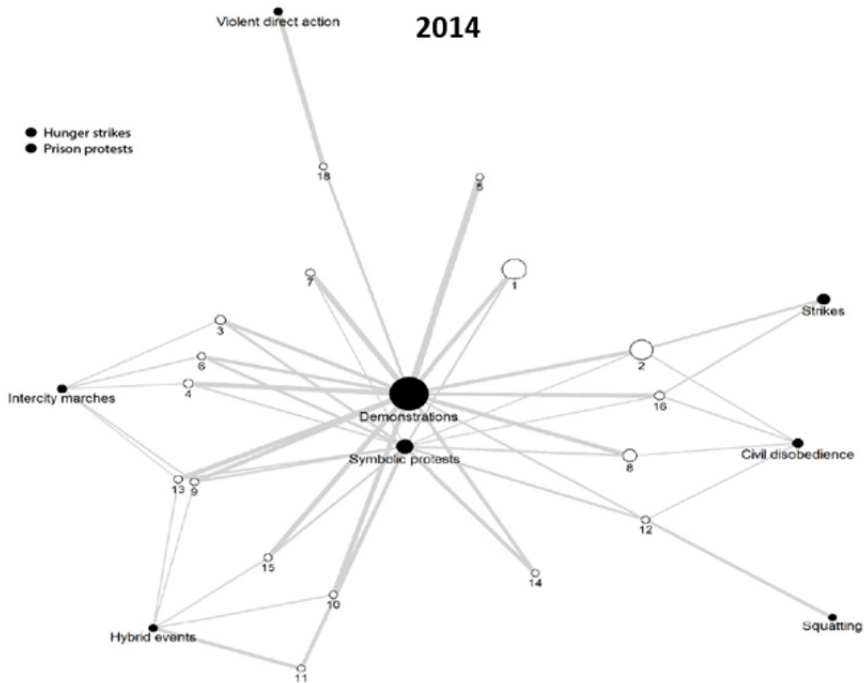 2014
Violent direct action
Hunger strikes
Prison protests
18
5
7
1
3
Strikes
2
6
4
Intercity marches
16
Demonstrations
Symbolic protests
Civil disobedience
8
13
9
12
15
14
10
Squatting
Hybrid events
11